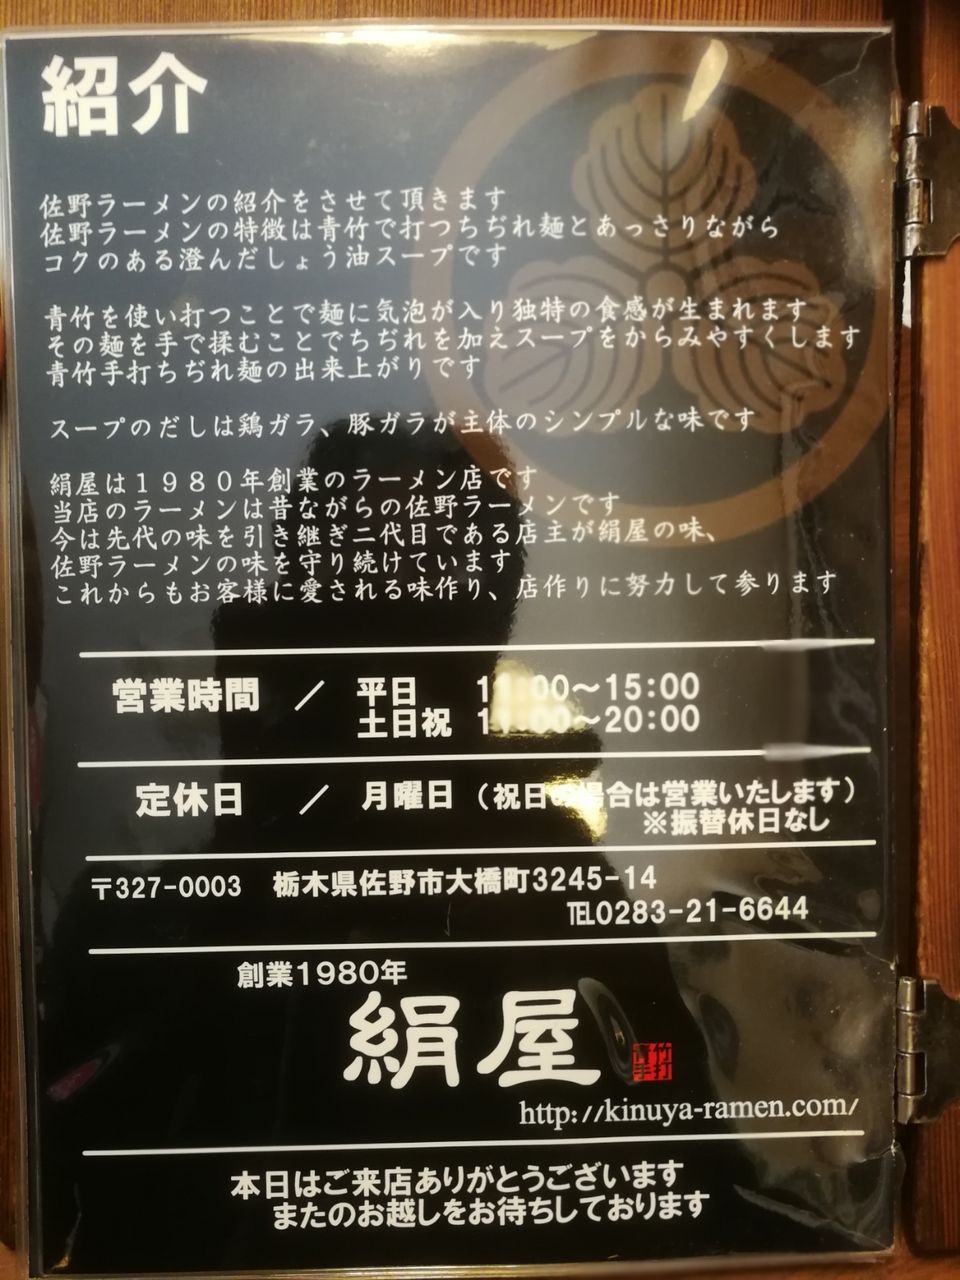 紹介
佐野ラーメンの紹介をさせて頂きます
佐野ラーメンの特徴は青竹で打つちぢれ麺とあっさりながら
コクのある澄んだしょう油スープです
青竹を使い打つことで麺に気泡が入り独特の食感が生まれます
その麺を手で揉むことでちぢれを加えスープをからみやすくします
青竹手打ちぢれ麺の出来上がりです
スープのだしは鶏ガラ、豚ガラが主体のシンプルな味です
絹屋は１９８０年創業のラーメン店です
当店のラーメンは昔ながらの佐野ラーメンです
今は先代の味を引き継ぎ二代目である店主が絹屋の味、
佐野ラーメンの味を守り続けています
これからもお客様に愛される味作り、店作りに努力して参ります
営業時間 ／ 平日 11:00～15:00
土日祝 11:00～20:00
定休日 ／ 月曜日（祝日の場合は営業いたします）
※振替休日なし
〒327-0003 栃木県佐野市大橋町3245-14
℡0283-21-6644
創業1980年
絹屋 青竹手打
http://kinuya-ramen.com/
本日はご来店ありがとうございます
またのお越しをお待ちしております